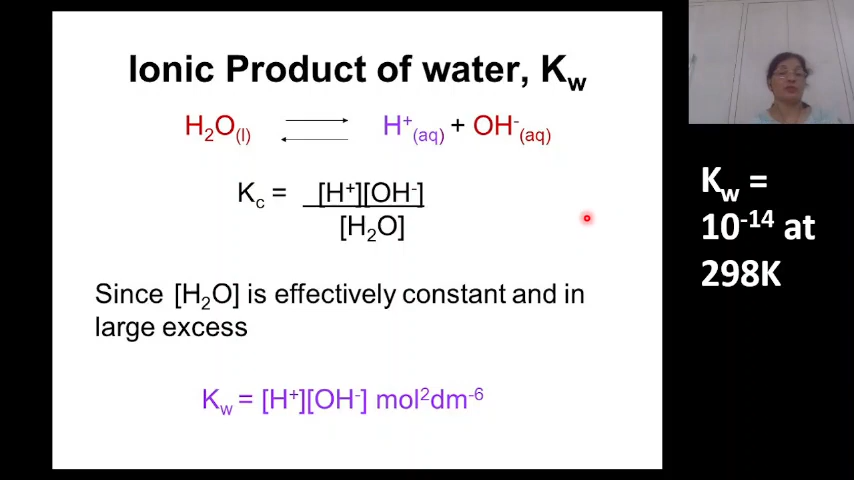 Ionic Product of water, Kw
H₂O(l) ⇌ H⁺(aq) + OH⁻(aq)
Kc = [H⁺][OH⁻]
[H₂O]
Since [H₂O] is effectively constant and in
large excess
Kw = [H⁺][OH⁻] mol²dm⁻⁶
Kw =
10⁻¹⁴ at
298K